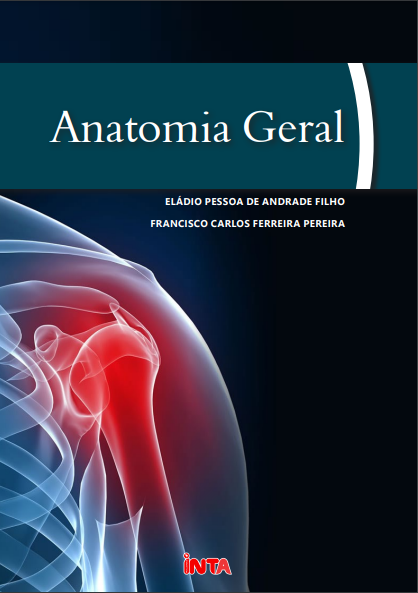 Anatomia Geral
ELÁDIO PESSOA DE ANDRADE FILHO
FRANCISCO CARLOS FERREIRA PEREIRA
iNTA